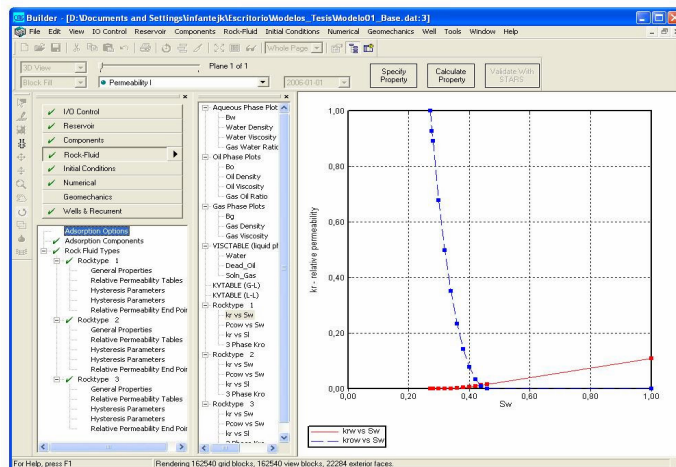 Builder - [D:\Documents and Settings\infantejk\Escritorio\Modelos_Tesis\Modelo01_Base.dat:3]
File Edit View IO Control Reservoir Components Rock-Fluid Initial Conditions Numerical Geomechanics Well Tools Window Help
Whole Page
3D View
Plane 1 of 1
Block Fill
Permeability I
2006-01-01
Specify Property
Calculate Property
Validate With STARS
I/O Control
Reservoir
Components
Rock-Fluid
Initial Conditions
Numerical
Geomechanics
Wells & Recurrent
Adsorption Options
Adsorption Components
Rock Fluid Types
Rocktype 1
General Properties
Relative Permeability Tables
Hysteresis Parameters
Hysteresis Parameters
Relative Permeability End Poin
Rocktype 2
General Properties
Relative Permeability Tables
Hysteresis Parameters
Hysteresis Parameters
Relative Permeability End Poin
Rocktype 3
General Properties
Relative Permeability Tables
Hysteresis Parameters
Hysteresis Parameters
Relative Permeability End Poin
Aqueous Phase Plot
Bw
Water Density
Water Viscosity
Gas Water Ratio
Oil Phase Plots
Bo
Oil Density
Oil Viscosity
Gas Oil Ratio
Gas Phase Plots
Bg
Gas Density
Gas Viscosity
VISCTABLE (liquid ph
Water
Dead_Oil
Soln_Gas
KVTABLE (G-L)
KVTABLE (L-L)
Rocktype 1
kr vs Sw
Pcow vs Sw
kr vs Sl
3 Phase Kro
Rocktype 2
kr vs Sw
Pcow vs Sw
kr vs Sl
3 Phase Kro
Rocktype 3
kr vs Sw
Pcow vs Sw
kr vs Sl
3 Phase Kro
kr - relative permeability
1,00
0,80
0,60
0,40
0,20
0,00
0,00 0,20 0,40 0,60 0,80 1,00
Sw
krw vs Sw
krow vs Sw
For Help, press F1
Rendering 162540 grid blocks, 162540 view blocks, 22284 exterior faces.